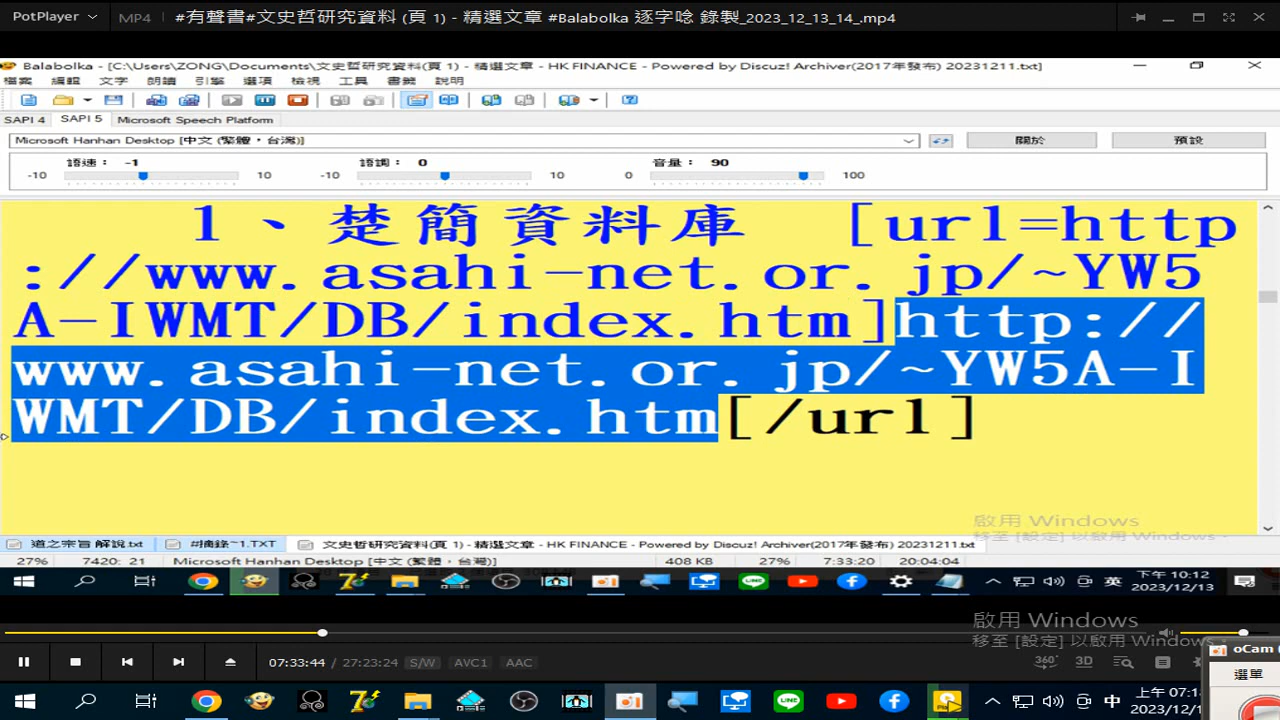 PotPlayer MP4 #有聲書#文史哲研究資料 (頁 1) - 精選文章 #Balabolka 逐字唸 錄製_2023_12_13_14_.mp4
Balabolka - [C:\Users\ZONG\Documents\文史哲研究資料(頁 1) - 精選文章 - HK FINANCE - Powered by Discuz! Archiver(2017年發布) 20231211.txt]
檔案 編輯 文字 朗讀 引擎 選項 檢視 工具 書籤 說明
SAPI 4 SAPI 5 Microsoft Speech Platform
Microsoft Hanhan Desktop [中文 (繁體，台灣)] 關於 預設
語速： -1 語調： 0 音量： 90
-10 10 -10 10 0 100
1、楚簡資料庫 [url=http
://www.asahi-net.or.jp/~YW5
A-IWMT/DB/index.htm]http://
www.asahi-net.or.jp/~YW5A-I
WMT/DB/index.htm[/url]
啟用 Windows
道之宗旨 解說.txt #摘錄~1.TXT 文史哲研究資料(頁 1) - 精選文章 - HK FINANCE - Powered by Discuz! Archiver(2017年發布) 20231211.txt
27% 7420: 21 Microsoft Hanhan Desktop [中文 (繁體，台灣)] 408 KB 27% 7:33:20 20:04:04
英 下午 10:12
2023/12/13
啟用 Windows
移至 [設定] 以啟用 Windows。
07:33:44 / 27:23:24 S/W AVC1 AAC 360° 3D
oCam
選單
中 上午 07:1
2023/12/1